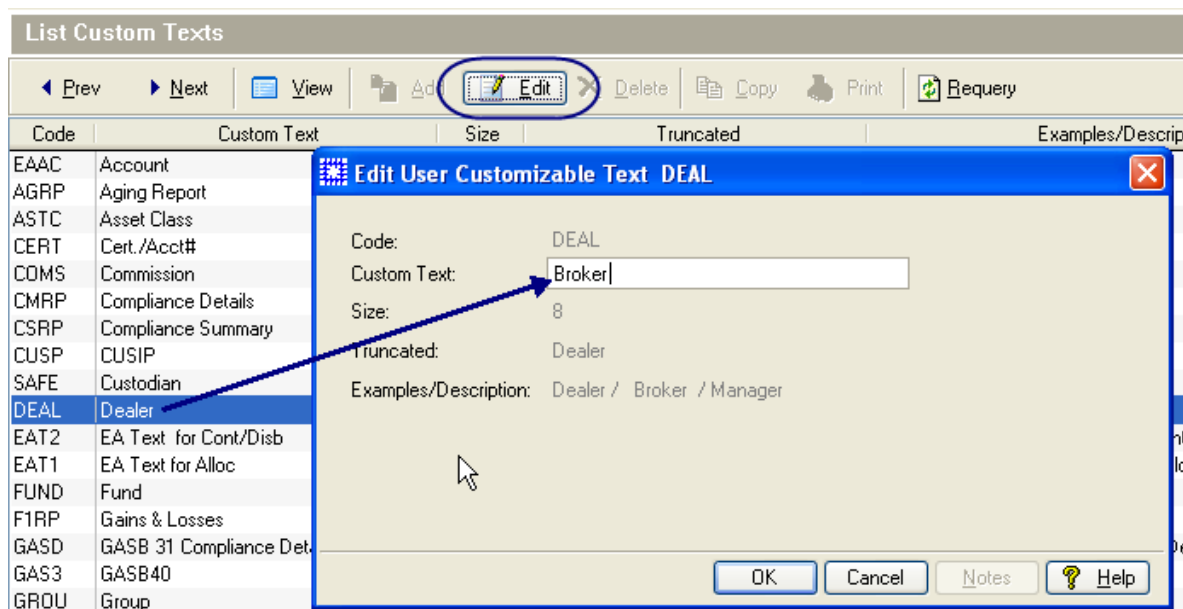 List Custom Texts
Prev Next View Ad Edit Delete Copy Print Requery
Code Custom Text Size Truncated Examples/Descrip
EAAC Account
AGRP Aging Report
ASTC Asset Class
CERT Cert./Acct#
COMS Commission
CMRP Compliance Details
CSRP Compliance Summary
CUSP CUSIP
SAFE Custodian
DEAL Dealer
EAT2 EA Text for Cont/Disb
EAT1 EA Text for Alloc
FUND Fund
F1RP Gains & Losses
GASD GASB 31 Compliance Det
GAS3 GASB40
GROU Group
Edit User Customizable Text DEAL
Code: DEAL
Custom Text: Broker
Size: 8
Truncated: Dealer
Examples/Description: Dealer / Broker / Manager
OK Cancel Notes Help